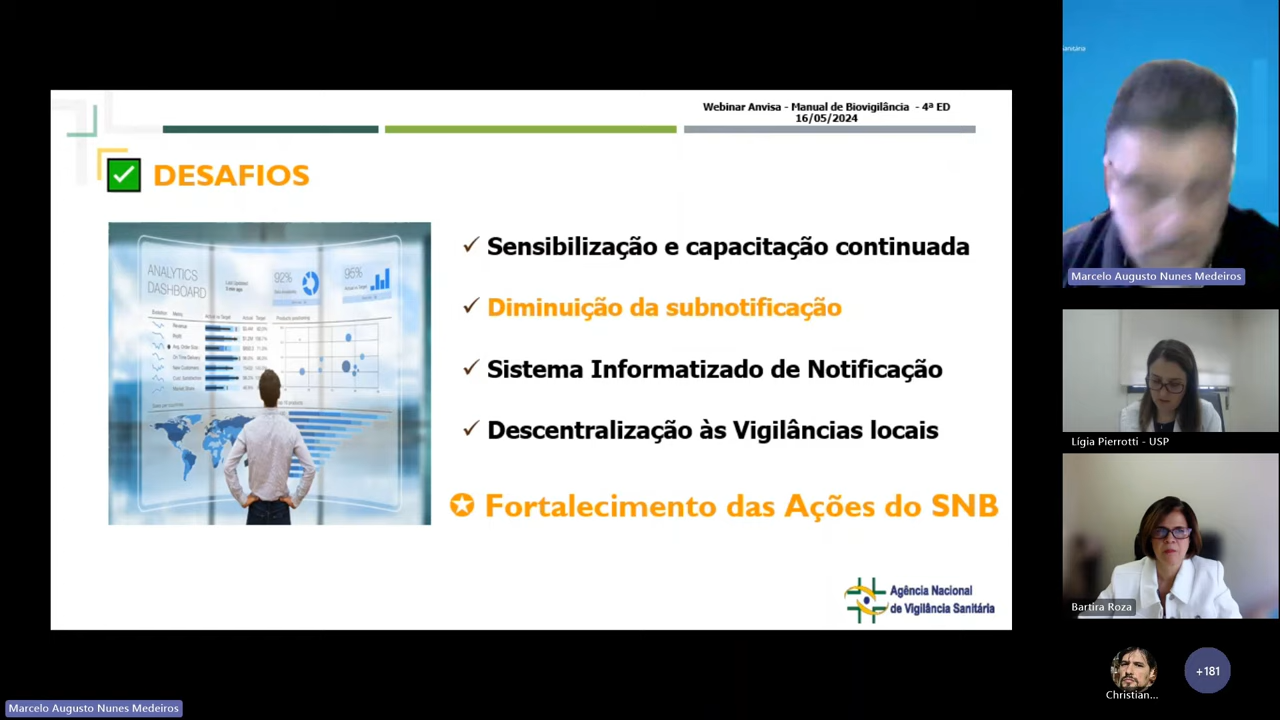 Webinar Anvisa - Manual de Biovigilância - 4ª ED
16/05/2024
DESAFIOS
ANALYTICS
DASHBOARD
92%
95%
Sensibilização e capacitação continuada
Diminuição da subnotificação
Sistema Informatizado de Notificação
Descentralização às Vigilâncias locais
Fortalecimento das Ações do SNB
Agência Nacional
de Vigilância Sanitária
Marcelo Augusto Nunes Medeiros
Lígia Pierrotti - USP
Bartira Roza
Christian...
+181
Marcelo Augusto Nunes Medeiros